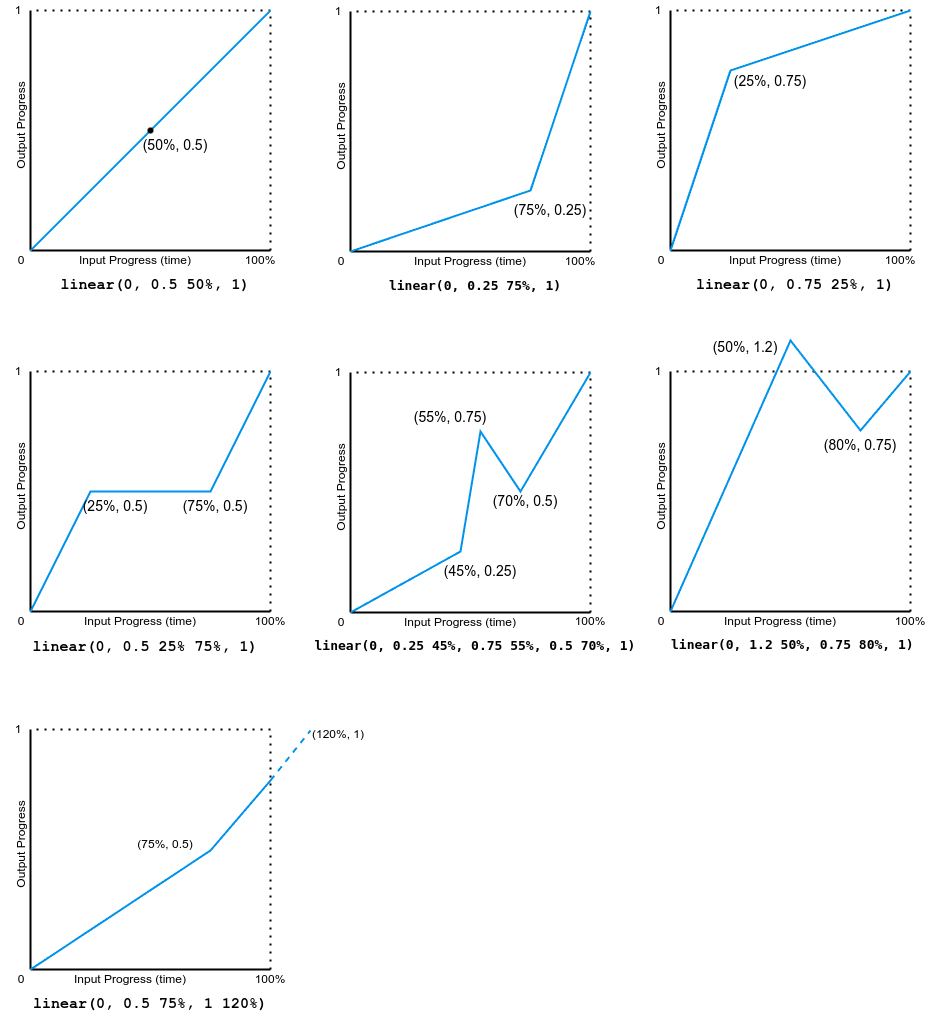 1
Output Progress
(50%, 0.5)
0
Input Progress (time)
100%
linear(0, 0.5 50%, 1)
1
Output Progress
(75%, 0.25)
0
Input Progress (time)
100%
linear(0, 0.25 75%, 1)
1
Output Progress
(25%, 0.75)
0
Input Progress (time)
100%
linear(0, 0.75 25%, 1)
1
Output Progress
(25%, 0.5)
(75%, 0.5)
0
Input Progress (time)
100%
linear(0, 0.5 25% 75%, 1)
1
Output Progress
(55%, 0.75)
(70%, 0.5)
(45%, 0.25)
0
Input Progress (time)
100%
linear(0, 0.25 45%, 0.75 55%, 0.5 70%, 1)
(50%, 1.2)
1
Output Progress
(80%, 0.75)
0
Input Progress (time)
100%
linear(0, 1.2 50%, 0.75 80%, 1)
1
(120%, 1)
Output Progress
(75%, 0.5)
0
Input Progress (time)
100%
linear(0, 0.5 75%, 1 120%)